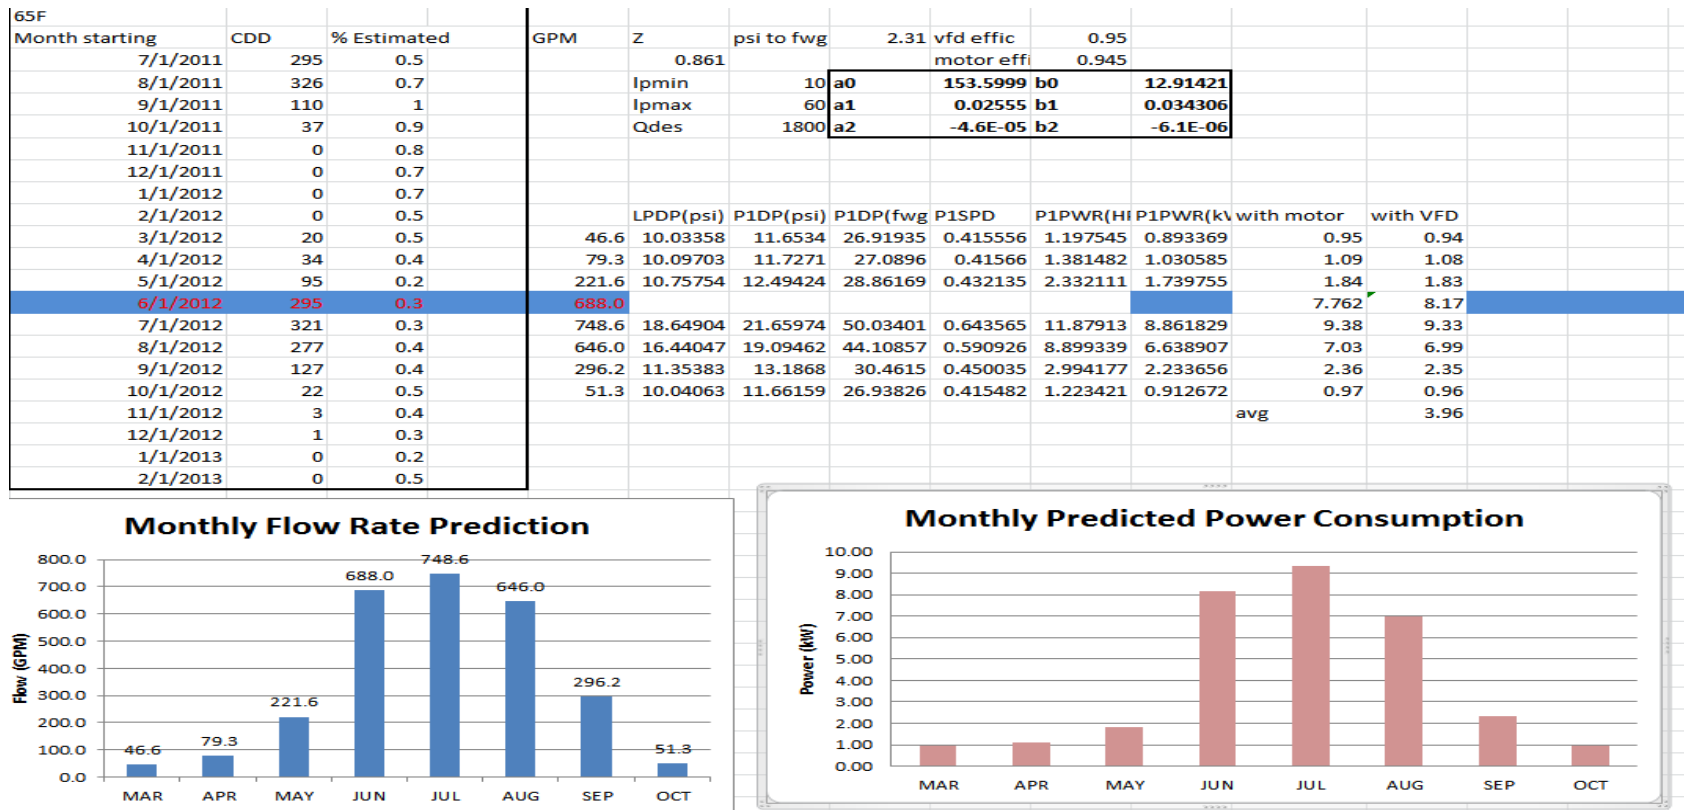 65F
Month starting CDD % Estimated GPM Z psi to fwg 2.31 vfd effic 0.95
7/1/2011 295 0.5 0.861 motor effi 0.945
8/1/2011 326 0.7 lpmin 10 a0 153.5999 b0 12.91421
9/1/2011 110 1 lpmax 60 a1 0.02555 b1 0.034306
10/1/2011 37 0.9 Qdes 1800 a2 -4.6E-05 b2 -6.1E-06
11/1/2011 0 0.8
12/1/2011 0 0.7
1/1/2012 0 0.7
2/1/2012 0 0.5 LPDP(psi) P1DP(psi) P1DP(fwg P1SPD P1PWR(HI P1PWR(kV with motor with VFD
3/1/2012 20 0.5 46.6 10.03358 11.6534 26.91935 0.415556 1.197545 0.893369 0.95 0.94
4/1/2012 34 0.4 79.3 10.09703 11.7271 27.0896 0.41566 1.381482 1.030585 1.09 1.08
5/1/2012 95 0.2 221.6 10.75754 12.49424 28.86169 0.432135 2.332111 1.739755 1.84 1.83
6/1/2012 295 0.3 688.0 7.762 8.17
7/1/2012 321 0.3 748.6 18.64904 21.65974 50.03401 0.643565 11.87913 8.861829 9.38 9.33
8/1/2012 277 0.4 646.0 16.44047 19.09462 44.10857 0.590926 8.899339 6.638907 7.03 6.99
9/1/2012 127 0.4 296.2 11.35383 13.1868 30.4615 0.450035 2.994177 2.233656 2.36 2.35
10/1/2012 22 0.5 51.3 10.04063 11.66159 26.93826 0.415482 1.223421 0.912672 0.97 0.96
11/1/2012 3 0.4 avg 3.96
12/1/2012 1 0.3
1/1/2013 0 0.2
2/1/2013 0 0.5
Monthly Flow Rate Prediction
800.0
700.0
600.0
500.0
400.0
300.0
200.0
100.0
0.0
Flow (GPM)
46.6 79.3 221.6 688.0 748.6 646.0 296.2 51.3
MAR APR MAY JUN JUL AUG SEP OCT
Monthly Predicted Power Consumption
10.00
9.00
8.00
7.00
6.00
5.00
4.00
3.00
2.00
1.00
0.00
Power (kW)
MAR APR MAY JUN JUL AUG SEP OCT